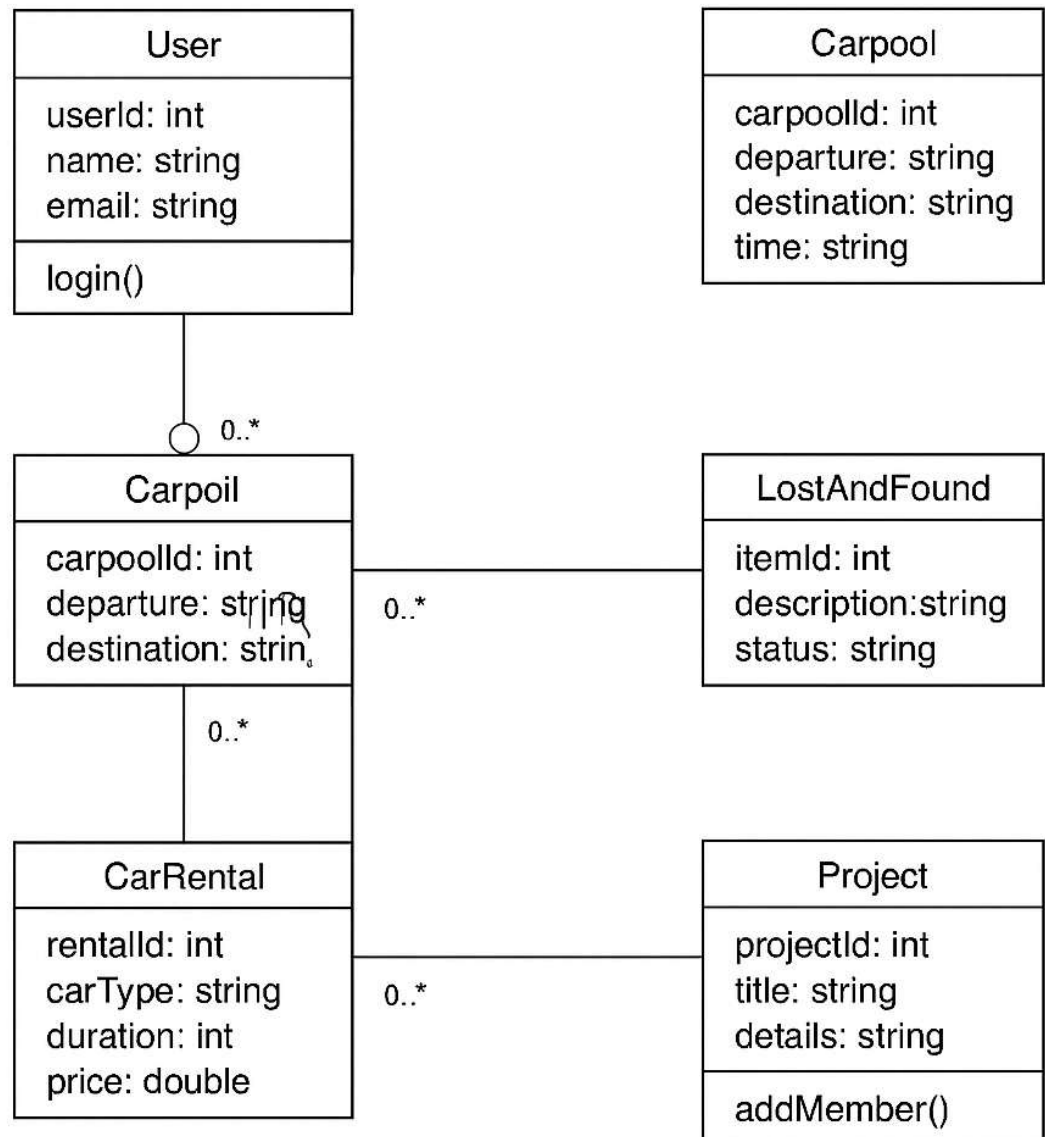 User
userId: int
name: string
email: string
login()
Carpool
carpoolId: int
departure: string
destination: string
time: string
0..*
Carpoil
carpoolId: int
departure: string
destination: strin
0..*
LostAndFound
itemId: int
description:string
status: string
0..*
CarRental
rentalId: int
carType: string
duration: int
price: double
0..*
Project
projectId: int
title: string
details: string
addMember()